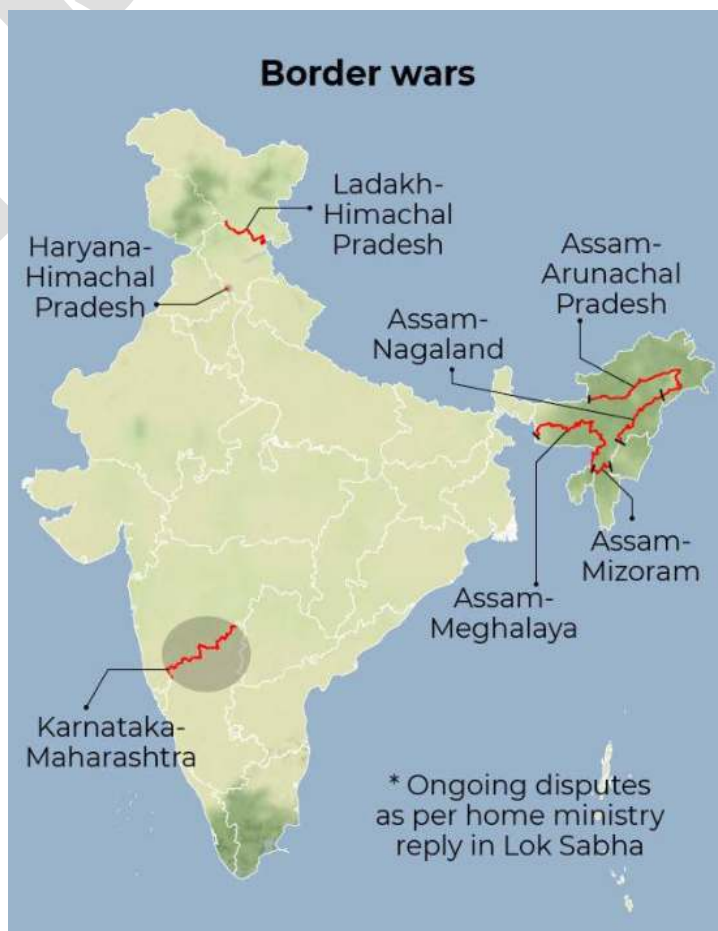 Border wars
Ladakh-
Himachal
Pradesh
Haryana-
Himachal
Pradesh
Assam-
Arunachal
Pradesh
Assam-
Nagaland
Assam-
Mizoram
Assam-
Meghalaya
Karnataka-
Maharashtra
* Ongoing disputes
as per home ministry
reply in Lok Sabha